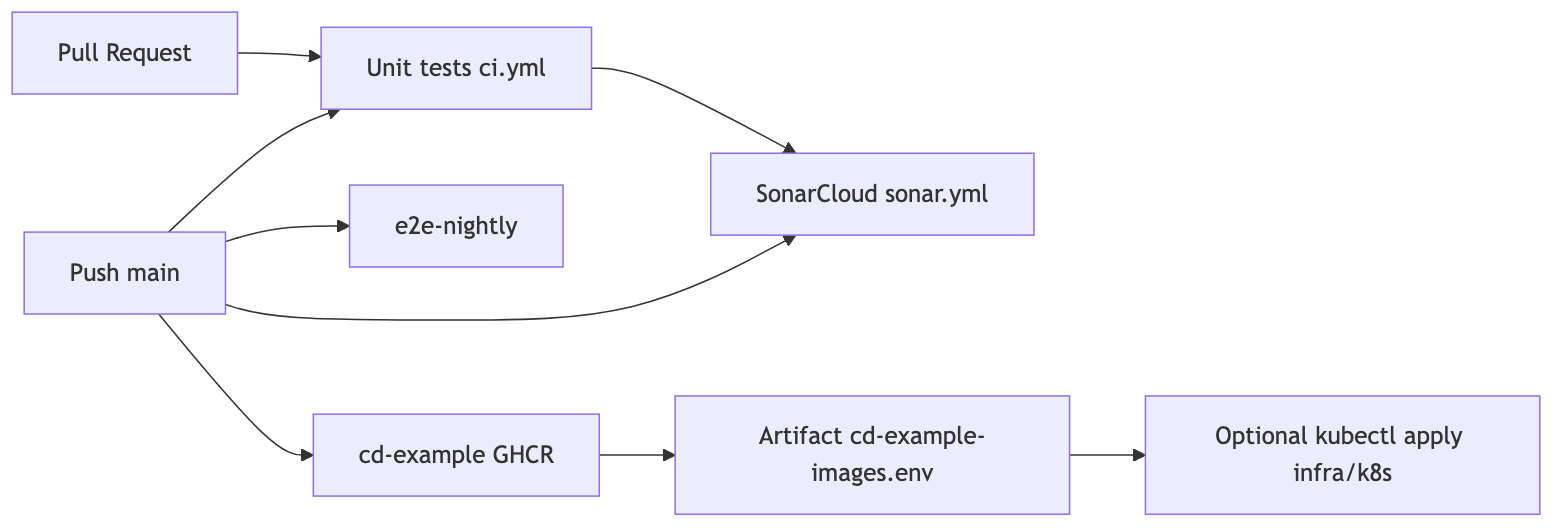 Pull Request
Unit tests ci.yml
SonarCloud sonar.yml
e2e-nightly
Push main
cd-example GHCR
Artifact cd-example-
images.env
Optional kubectl apply
infra/k8s